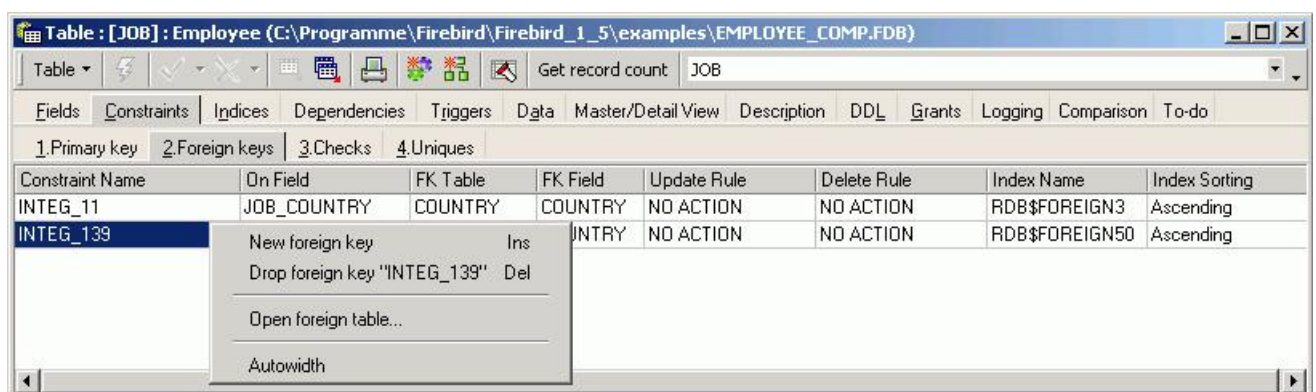 Table : [JOB] : Employee (C:\Programme\Firebird\Firebird_1_5\examples\EMPLOYEE_COMP.FDB)
Table Get record count JOB
Fields Constraints Indices Dependencies Triggers Data Master/Detail View Description DDL Grants Logging Comparison To-do
1.Primary key 2.Foreign keys 3.Checks 4.Uniques
Constraint Name On Field FK Table FK Field Update Rule Delete Rule Index Name Index Sorting
INTEG_11 JOB_COUNTRY COUNTRY COUNTRY NO ACTION NO ACTION RDB$FOREIGN3 Ascending
INTEG_139 JNTRY NO ACTION NO ACTION RDB$FOREIGN50 Ascending
New foreign key Ins
Drop foreign key "INTEG_139" Del
Open foreign table...
Autowidth